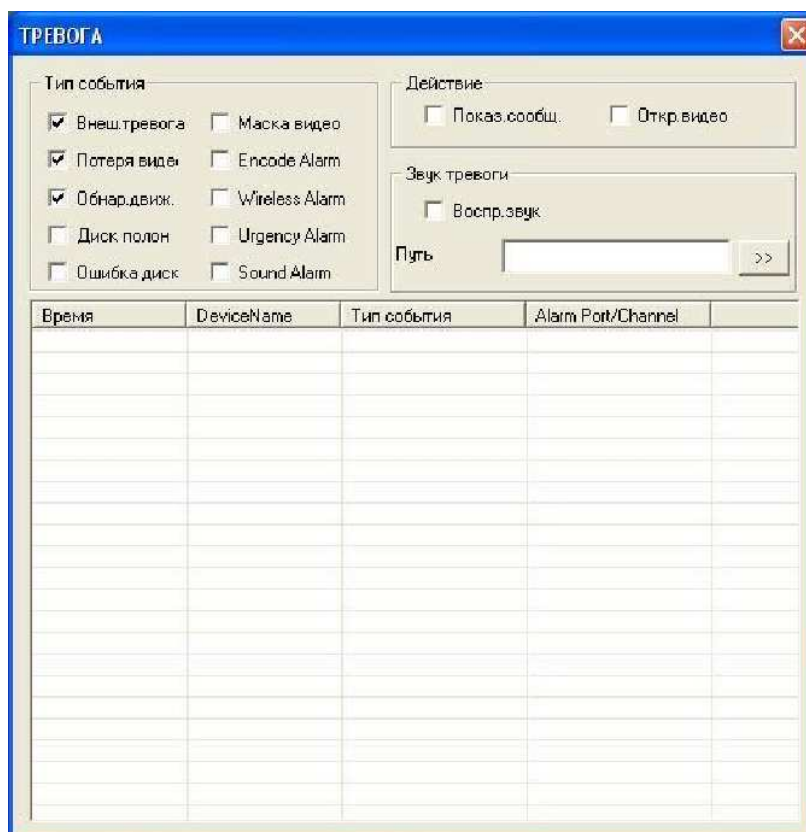 ТРЕВОГА
Тип события
Внеш.тревога
Маска видео
Потеря видео
Encode Alarm
Обнар.движ.
Wireless Alarm
Диск полон
Urgency Alarm
Ошибка диск
Sound Alarm
Действие
Показ.сообщ.
Откр.видео
Звук тревоги
Воспр.звук
Путь
>>
Время
DeviceName
Тип события
Alarm Port/Channel